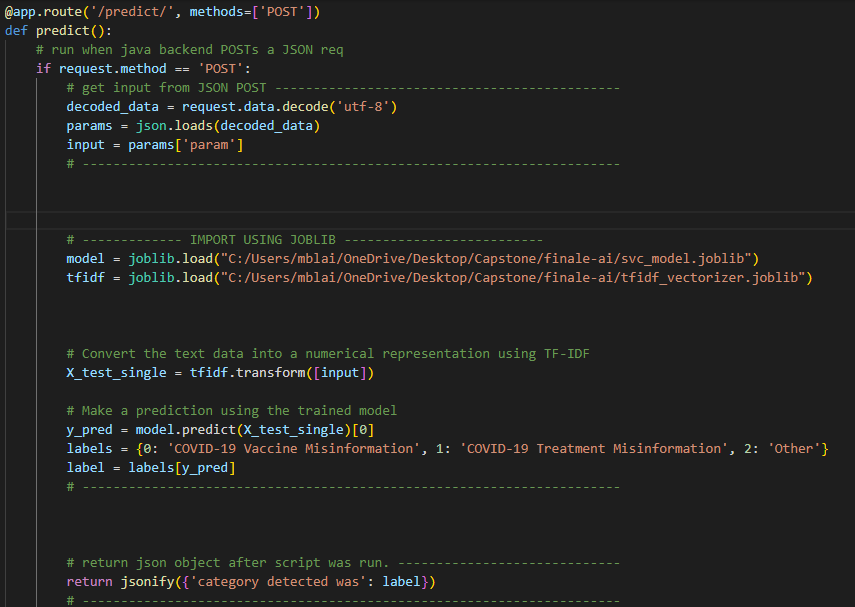 @app.route('/predict/', methods=['POST'])
def predict():
# run when java backend POSTs a JSON req
if request.method == 'POST':
# get input from JSON POST ---------------------------------------------
decoded_data = request.data.decode('utf-8')
params = json.loads(decoded_data)
input = params['param']
# ----------------------------------------------------------------------
# ------------- IMPORT USING JOBLIB --------------------------
model = joblib.load("C:/Users/mblai/OneDrive/Desktop/Capstone/finale-ai/svc_model.joblib")
tfidf = joblib.load("C:/Users/mblai/OneDrive/Desktop/Capstone/finale-ai/tfidf_vectorizer.joblib")
# Convert the text data into a numerical representation using TF-IDF
X_test_single = tfidf.transform([input])
# Make a prediction using the trained model
y_pred = model.predict(X_test_single)[0]
labels = {0: 'COVID-19 Vaccine Misinformation', 1: 'COVID-19 Treatment Misinformation', 2: 'Other'}
label = labels[y_pred]
# ----------------------------------------------------------------------
# return json object after script was run. -----------------------------
return jsonify({'category detected was': label})
# ----------------------------------------------------------------------